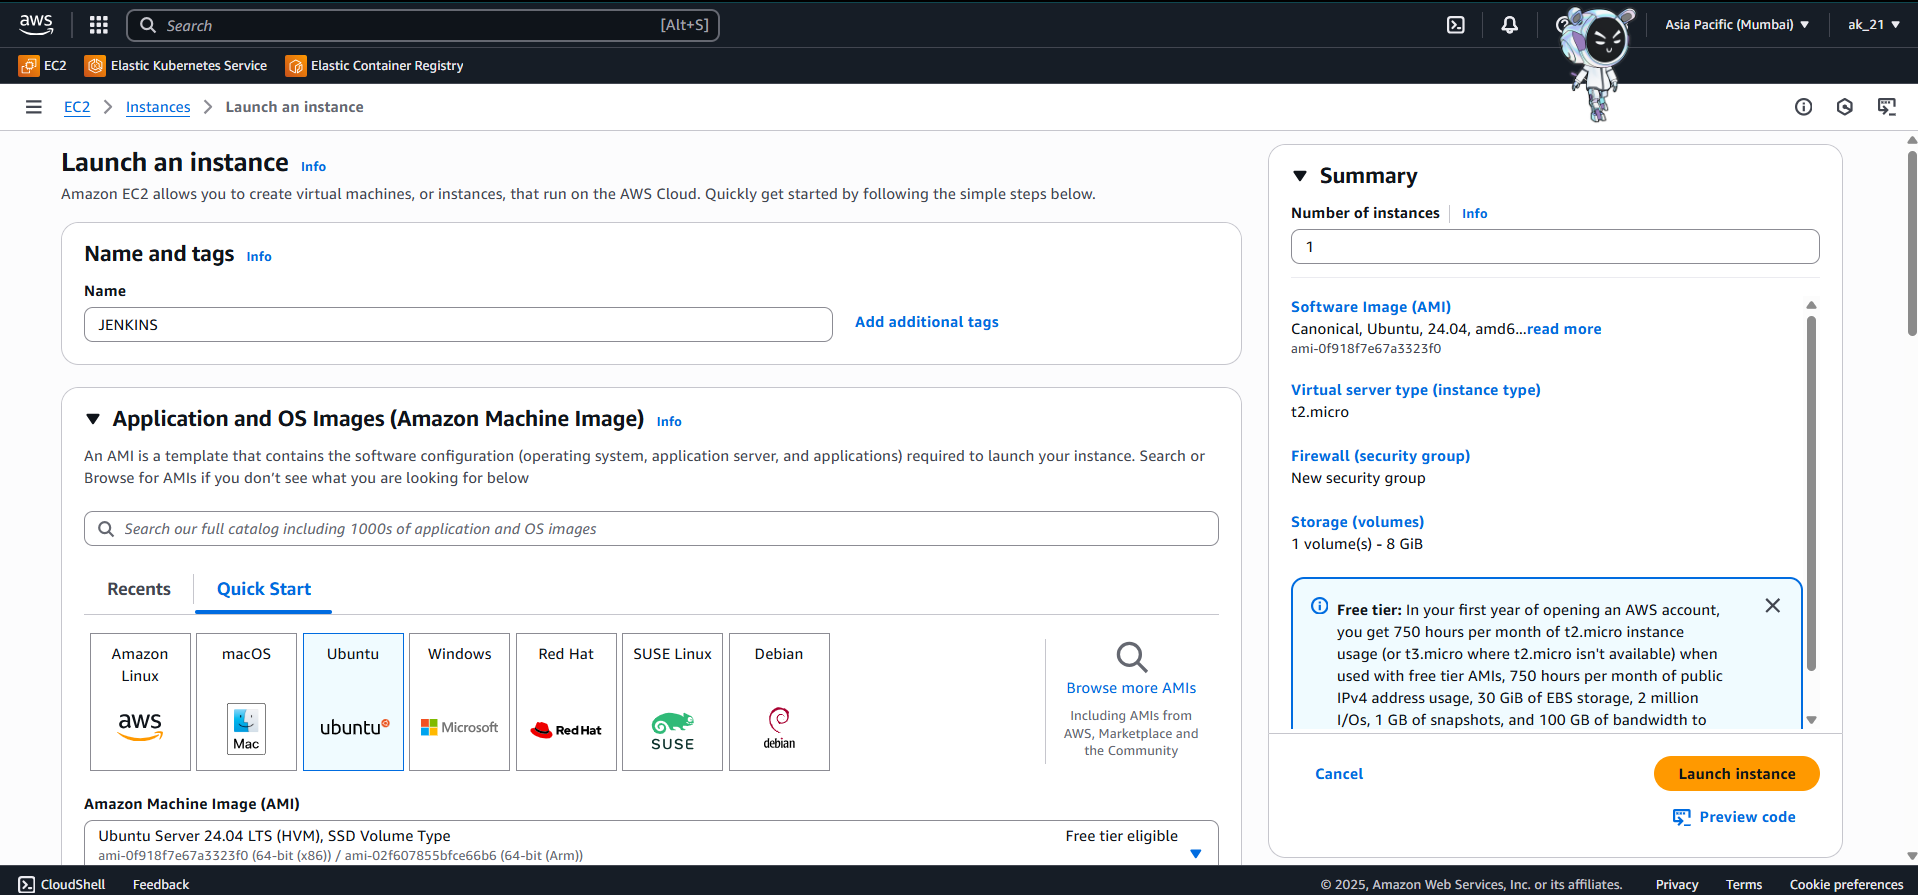 aws
Search
[Alt+S]
Asia Pacific (Mumbai)
ak_21
EC2
Elastic Kubernetes Service
Elastic Container Registry
EC2
Instances
Launch an instance
Launch an instance
Info
Amazon EC2 allows you to create virtual machines, or instances, that run on the AWS Cloud. Quickly get started by following the simple steps below.
Name and tags
Info
Name
JENKINS
Add additional tags
Application and OS Images (Amazon Machine Image)
Info
An AMI is a template that contains the software configuration (operating system, application server, and applications) required to launch your instance. Search or
Browse for AMIs if you don’t see what you are looking for below
Search our full catalog including 1000s of application and OS images
Recents
Quick Start
Amazon
Linux
aws
macOS
Mac
Ubuntu
ubuntu
Windows
Microsoft
Red Hat
Red Hat
SUSE Linux
SUSE
Debian
debian
Browse more AMIs
Including AMIs from
AWS, Marketplace and
the Community
Amazon Machine Image (AMI)
Ubuntu Server 24.04 LTS (HVM), SSD Volume Type
Free tier eligible
ami-0f918f7e67a3323f0 (64-bit (x86)) / ami-02f607855bfce66b6 (64-bit (Arm))
Summary
Number of instances
Info
1
Software Image (AMI)
Canonical, Ubuntu, 24.04, amd6...read more
ami-0f918f7e67a3323f0
Virtual server type (instance type)
t2.micro
Firewall (security group)
New security group
Storage (volumes)
1 volume(s) - 8 GiB
Free tier: In your first year of opening an AWS account,
you get 750 hours per month of t2.micro instance
usage (or t3.micro where t2.micro isn't available) when
used with free tier AMIs, 750 hours per month of public
IPv4 address usage, 30 GiB of EBS storage, 2 million
I/Os, 1 GB of snapshots, and 100 GB of bandwidth to
Cancel
Launch instance
Preview code
CloudShell
Feedback
© 2025, Amazon Web Services, Inc. or its affiliates.
Privacy
Terms
Cookie preferences